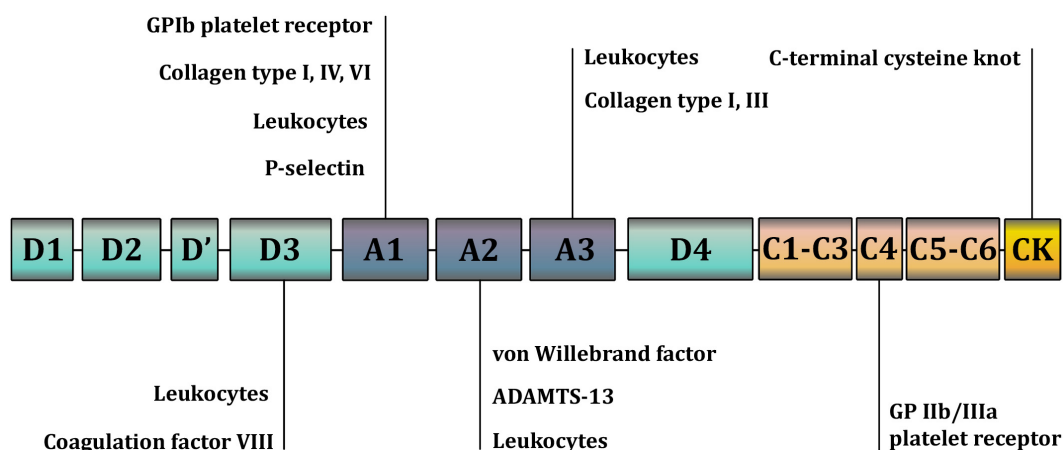 GPIb platelet receptor
Collagen type I, IV, VI
Leukocytes
P-selectin
Leukocytes
Collagen type I, III
C-terminal cysteine knot
D1 D2 D’ D3 A1 A2 A3 D4 C1-C3 C4 C5-C6 CK
Leukocytes
Coagulation factor VIII
von Willebrand factor
ADAMTS-13
Leukocytes
GP IIb/IIIa
platelet receptor